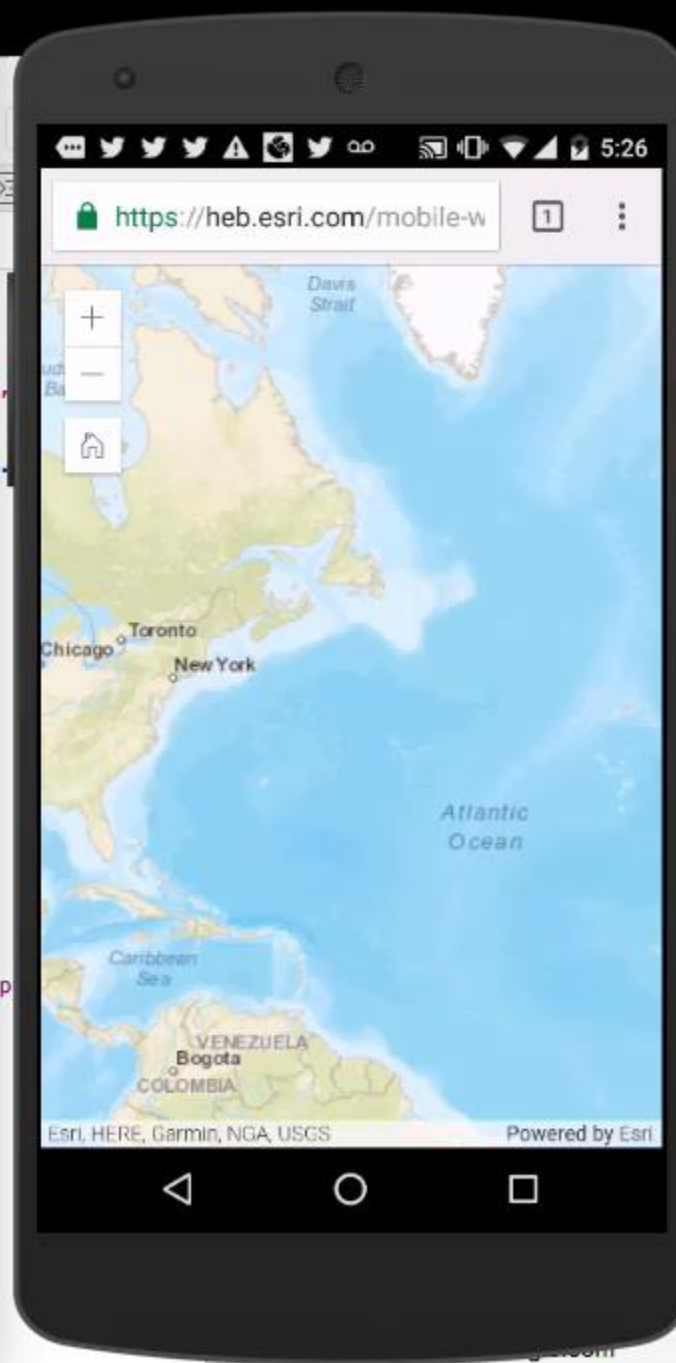 5:26
https://heb.esri.com/mobile-w
1
Davis
Strait
+
−
Toronto
Chicago
New York
Atlantic
Ocean
Caribbean
Sea
VENEZUELA
Bogota
COLOMBIA
Esri, HERE, Garmin, NGA, USGS
Powered by Esri